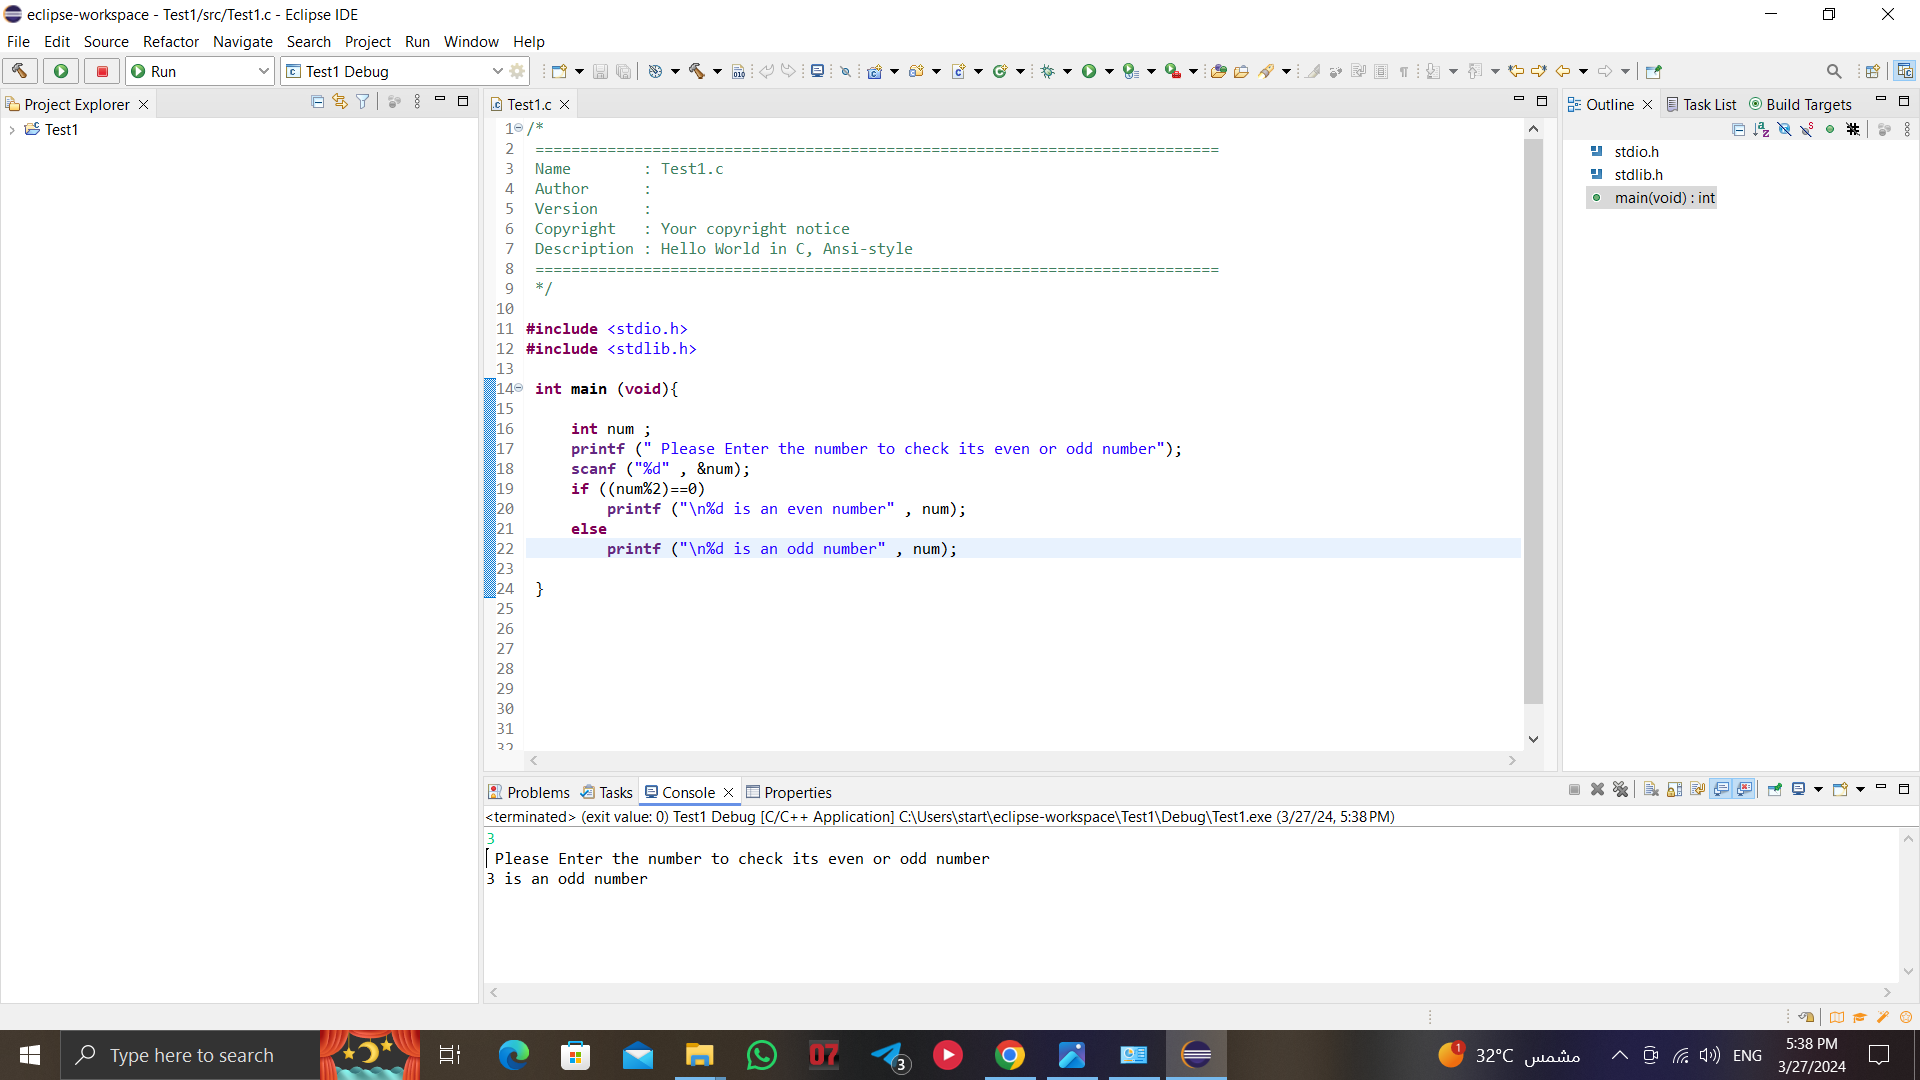 eclipse-workspace - Test1/src/Test1.c - Eclipse IDE
File Edit Source Refactor Navigate Search Project Run Window Help
Run
Test1 Debug
Project Explorer
Test1
Test1.c
1 /*
2 ============================================================================
3 Name        : Test1.c
4 Author      :
5 Version     :
6 Copyright   : Your copyright notice
7 Description : Hello World in C, Ansi-style
8 ============================================================================
9 */
10
11 #include <stdio.h>
12 #include <stdlib.h>
13
14 int main (void){
15
16 int num ;
17 printf (" Please Enter the number to check its even or odd number");
18 scanf ("%d" , &num);
19 if ((num%2)==0)
20 printf ("\n%d is an even number" , num);
21 else
22 printf ("\n%d is an odd number" , num);
23
24 }
25
26
27
28
29
30
31
32
Outline Task List Build Targets
stdio.h
stdlib.h
main(void) : int
Problems Tasks Console Properties
<terminated> (exit value: 0) Test1 Debug [C/C++ Application] C:\Users\start\eclipse-workspace\Test1\Debug\Test1.exe (3/27/24, 5:38 PM)
3
Please Enter the number to check its even or odd number
3 is an odd number
Type here to search
07
3
1
32°C مشمس
ENG
5:38 PM
3/27/2024